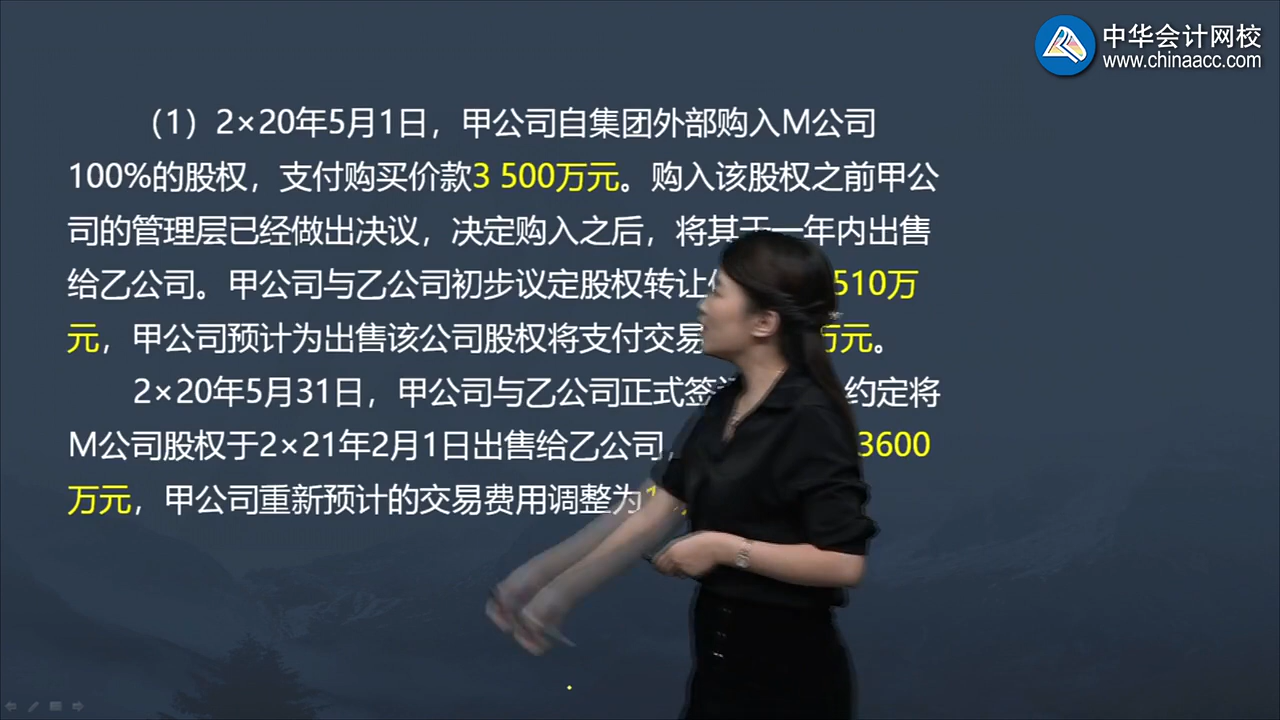 中华会计网校
www.chinaacc.com
（1）2×20年5月1日，甲公司自集团外部购入M公司
100%的股权，支付购买价款3 500万元。购入该股权之前甲公
司的管理层已经做出决议，决定购入之后，将其于一年内出售
给乙公司。甲公司与乙公司初步议定股权转让 510万
元，甲公司预计为出售该公司股权将支付交易 万元。
2×20年5月31日，甲公司与乙公司正式签 约定将
M公司股权于2×21年2月1日出售给乙公司， 3600
万元，甲公司重新预计的交易费用调整为